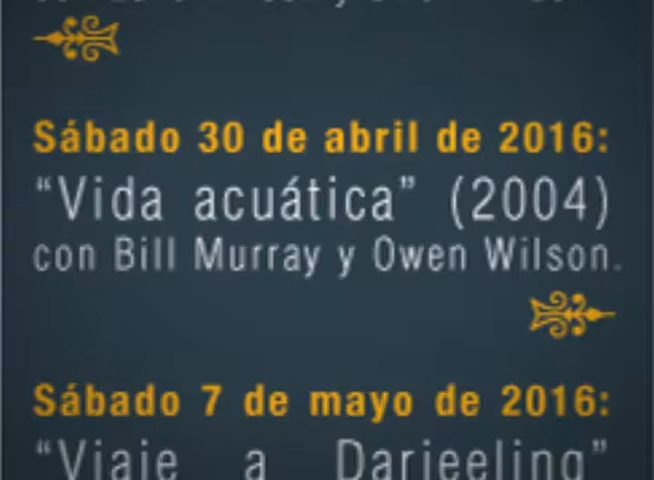 Sábado 30 de abril de 2016:
“Vida acuática” (2004)
con Bill Murray y Owen Wilson.
Sábado 7 de mayo de 2016:
“Viaje a Darjeeling”